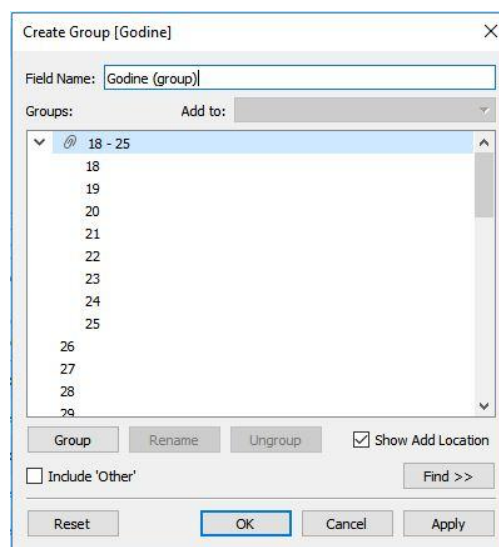 Create Group [Godine]
Field Name: Godine (group)
Groups: Add to:
18 - 25
18
19
20
21
22
23
24
25
26
27
28
29
Group Rename Ungroup Show Add Location
Include 'Other' Find >>
Reset OK Cancel Apply